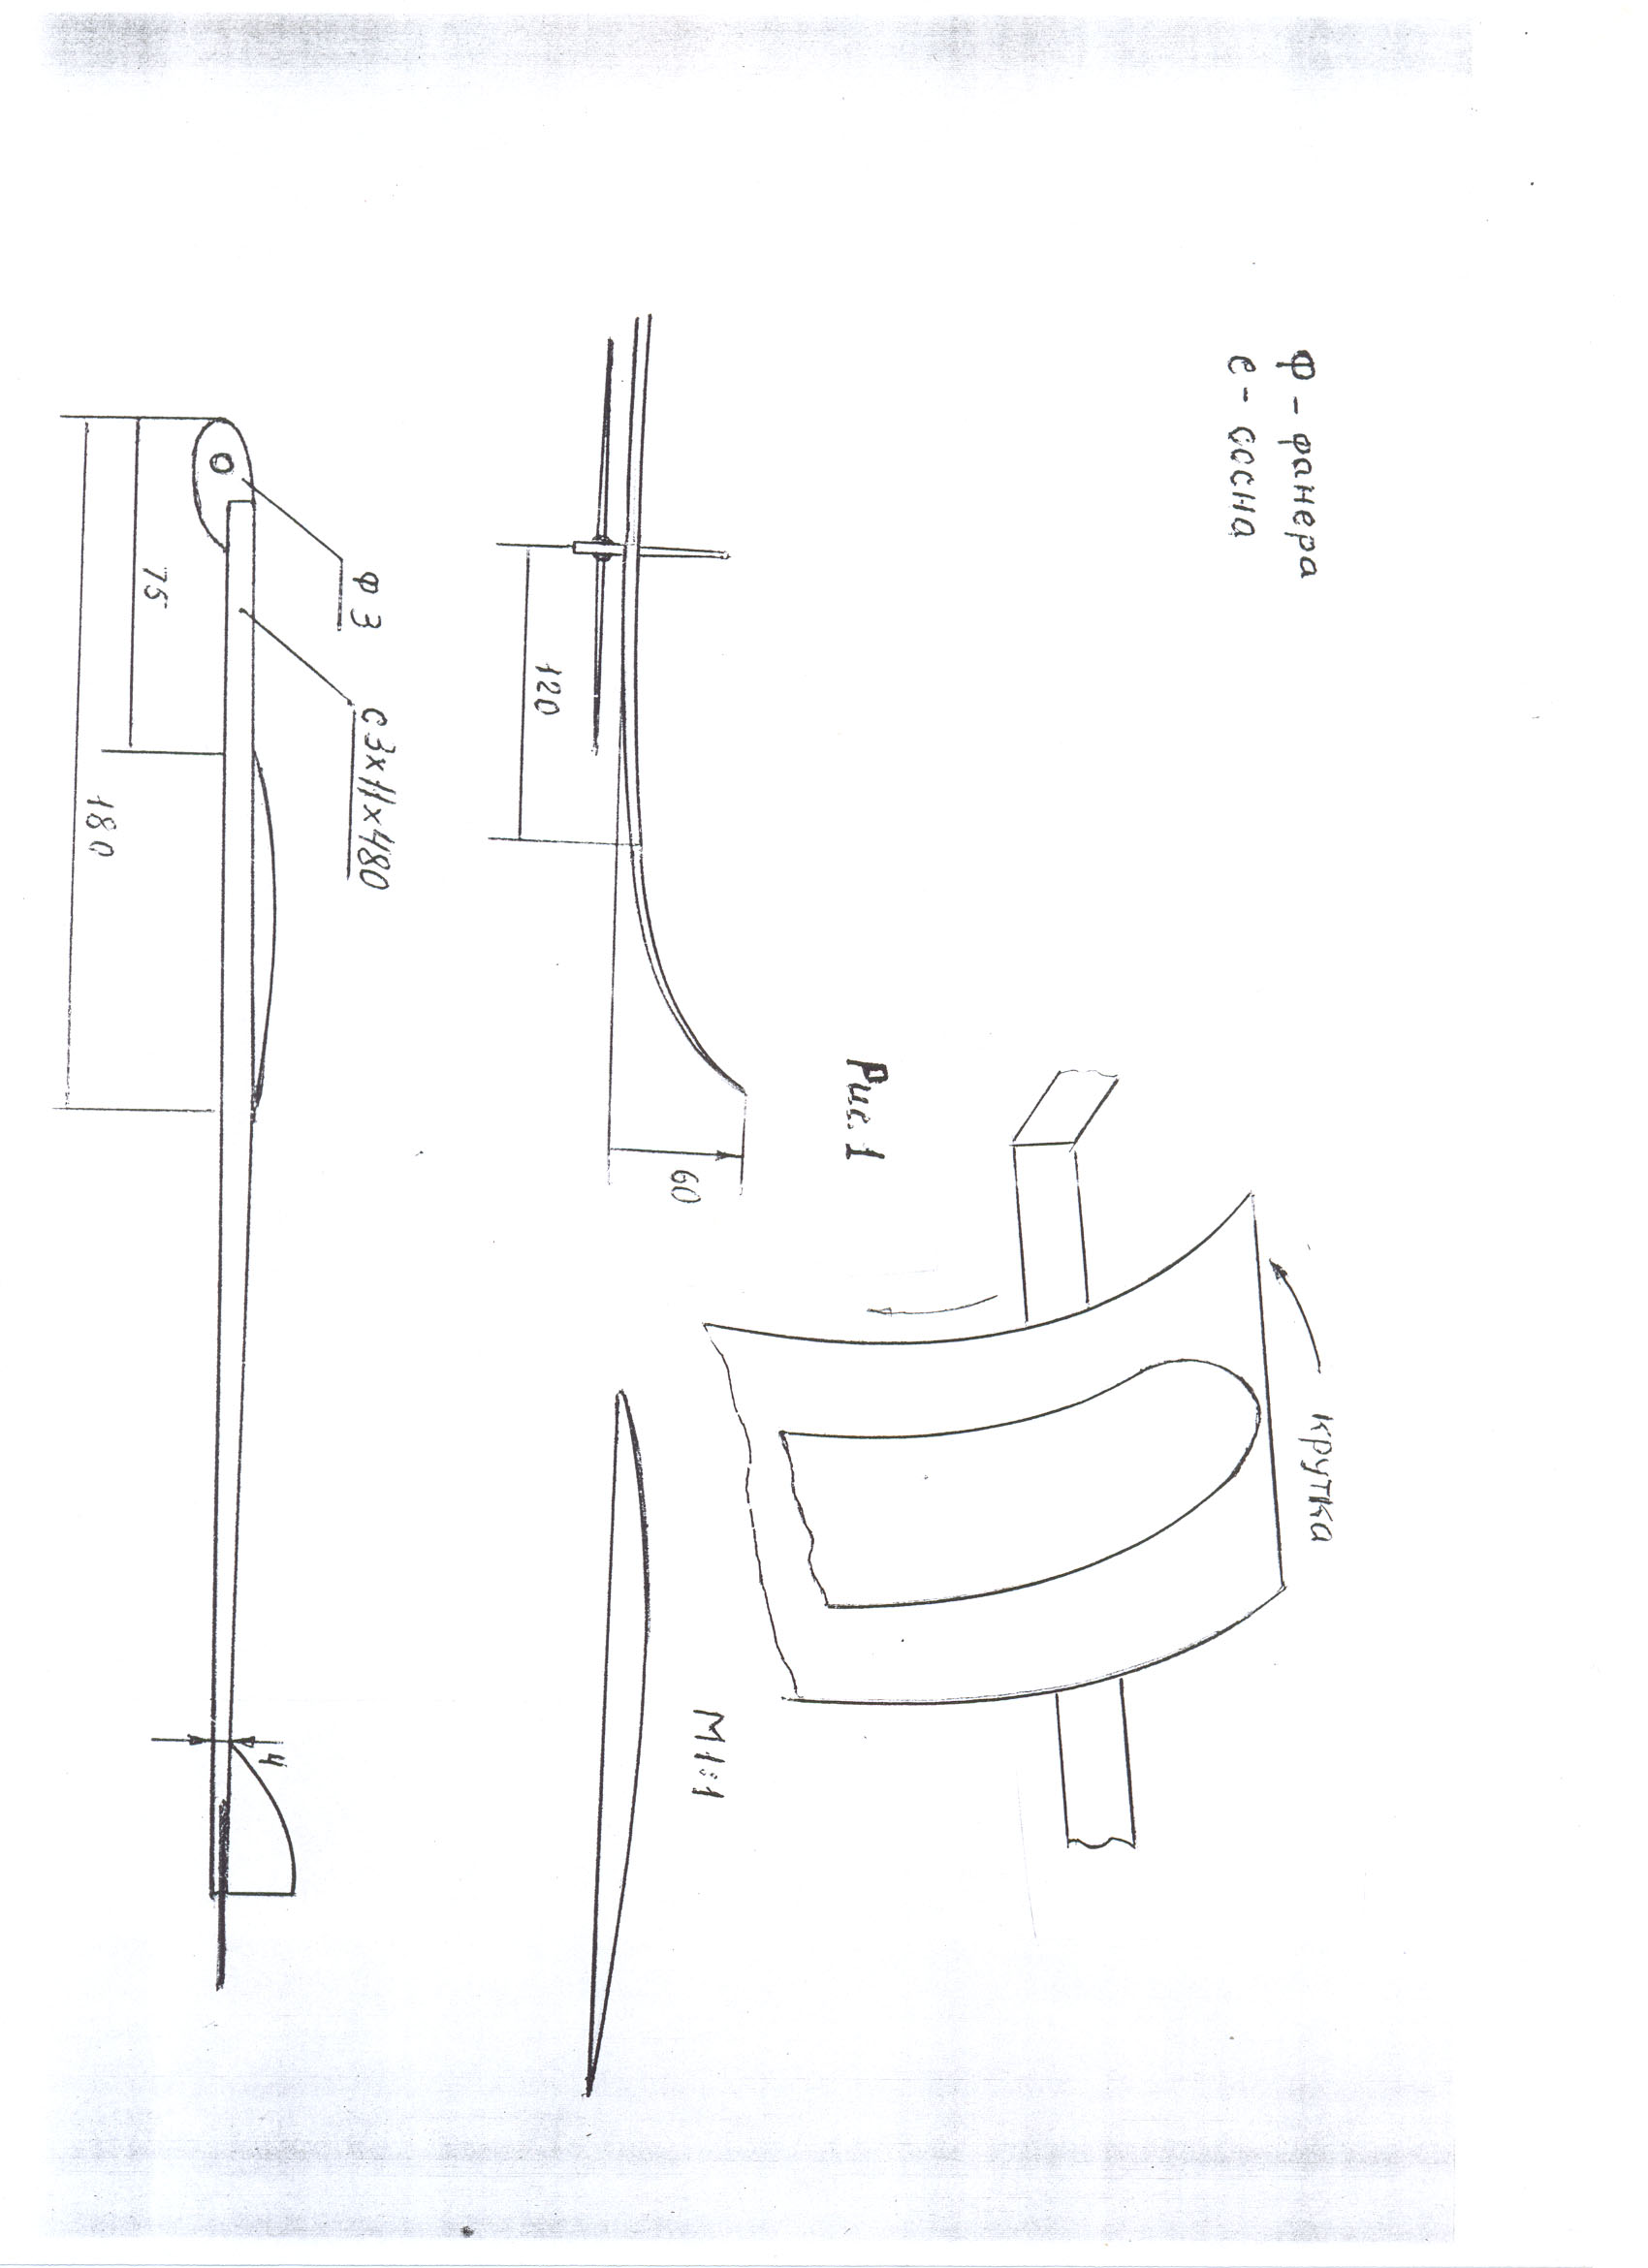 Ф - фанера
с - сосна
Рис. 1
крутка
М 1:1
120
60
Ф 3
с 3х11х480
75
180
4